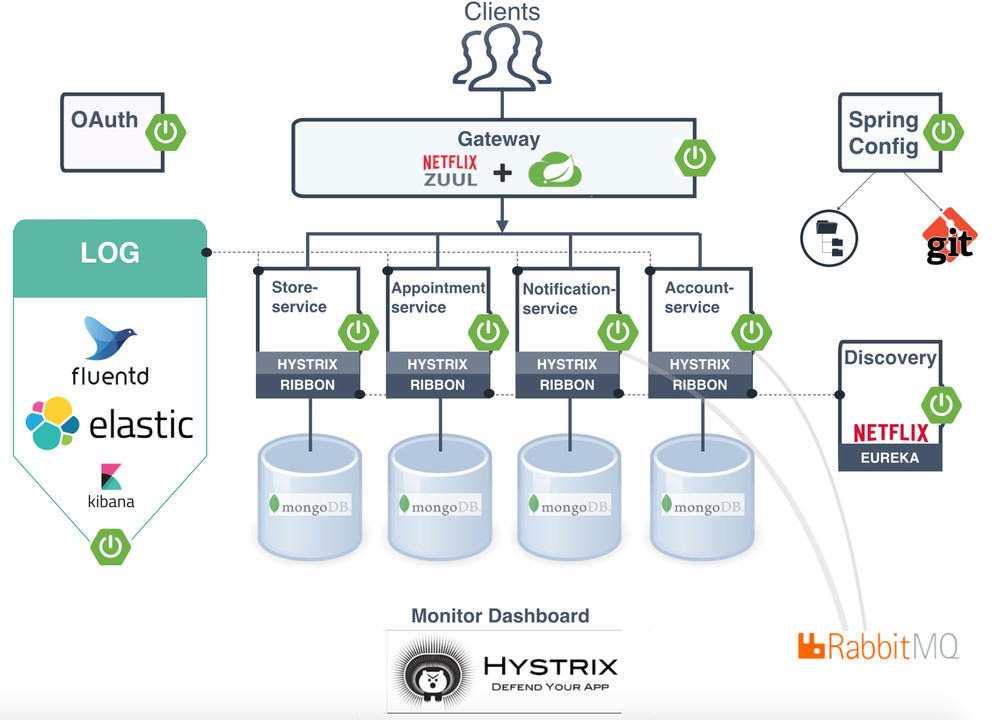 Clients
OAuth
Gateway
NETFLIX
ZUUL
+
Spring
Config
git
LOG
fluentd
elastic
kibana
Store-
service
HYSTRIX
RIBBON
Appointment
service
HYSTRIX
RIBBON
Notification-
service
HYSTRIX
RIBBON
Account-
service
HYSTRIX
RIBBON
Discovery
NETFLIX
EUREKA
mongoDB
mongoDB
mongoDB
mongoDB
Monitor Dashboard
HYSTRIX
DEFEND YOUR APP
RabbitMQ